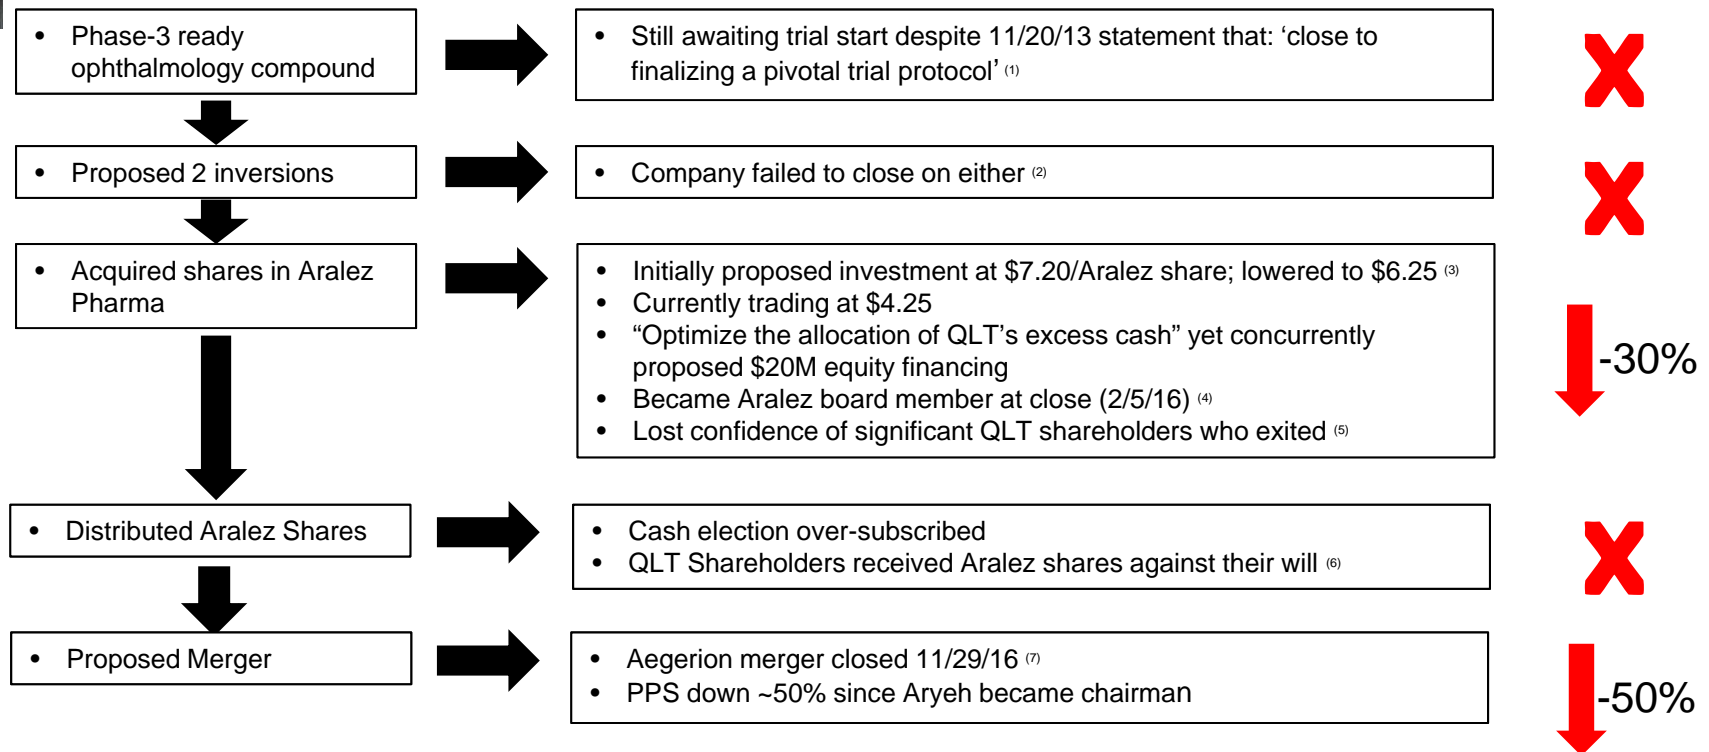 • Phase-3 ready
ophthalmology compound
• Still awaiting trial start despite 11/20/13 statement that: ‘close to
finalizing a pivotal trial protocol’ (1)
• Proposed 2 inversions
• Company failed to close on either (2)
• Acquired shares in Aralez
Pharma
• Initially proposed investment at $7.20/Aralez share; lowered to $6.25 (3)
• Currently trading at $4.25
• “Optimize the allocation of QLT’s excess cash” yet concurrently
proposed $20M equity financing
• Became Aralez board member at close (2/5/16) (4)
• Lost confidence of significant QLT shareholders who exited (5)
-30%
• Distributed Aralez Shares
• Cash election over-subscribed
• QLT Shareholders received Aralez shares against their will (6)
• Proposed Merger
• Aegerion merger closed 11/29/16 (7)
• PPS down ~50% since Aryeh became chairman
-50%